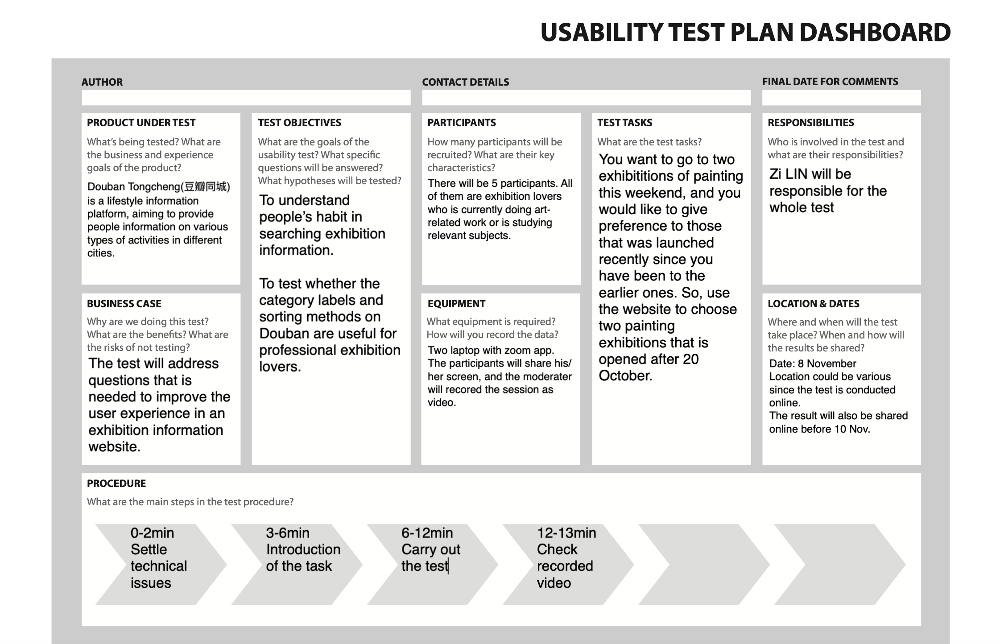 USABILITY TEST PLAN DASHBOARD
AUTHOR
CONTACT DETAILS
FINAL DATE FOR COMMENTS
PRODUCT UNDER TEST
What's being tested? What are
the business and experience
goals of the product?
Douban Tongcheng(豆瓣同城)
is a lifestyle information
platform, aiming to provide
people information on various
types of activities in different
cities.
BUSINESS CASE
Why are we doing this test?
What are the benefits? What are
the risks of not testing?
The test will address
questions that is
needed to improve the
user experience in an
exhibition information
website.
TEST OBJECTIVES
What are the goals of the
usability test? What specific
questions will be answered?
What hypotheses will be tested?
To understand
people's habit in
searching exhibition
information.
To test whether the
category labels and
sorting methods on
Douban are useful for
professional exhibition
lovers.
PARTICIPANTS
How many participants will be
recruited? What are their key
characteristics?
There will be 5 participants. All
of them are exhibition lovers
who is currently doing art-
related work or is studying
relevant subjects.
EQUIPMENT
What equipment is required?
How will you record the data?
Two laptop with zoom app.
The participants will share his/
her screen, and the moderater
will recored the session as
video.
TEST TASKS
What are the test tasks?
You want to go to two
exhibititions of painting
this weekend, and you
would like to give
preference to those
that was launched
recently since you
have been to the
earlier ones. So, use
the website to choose
two painting
exhibitions that is
opened after 20
October.
RESPONSIBILITIES
Who is involved in the test and
what are their responsibilities?
Zi LIN will be
responsible for the
whole test
LOCATION & DATES
Where and when will the test
take place? When and how will
the results be shared?
Date: 8 November
Location could be various
since the test is conducted
online.
The result will also be shared
online before 10 Nov.
PROCEDURE
What are the main steps in the test procedure?
0-2min
Settle
technical
issues
3-6min
Introduction
of the task
6-12min
Carry out
the test
12-13min
Check
recorded
video